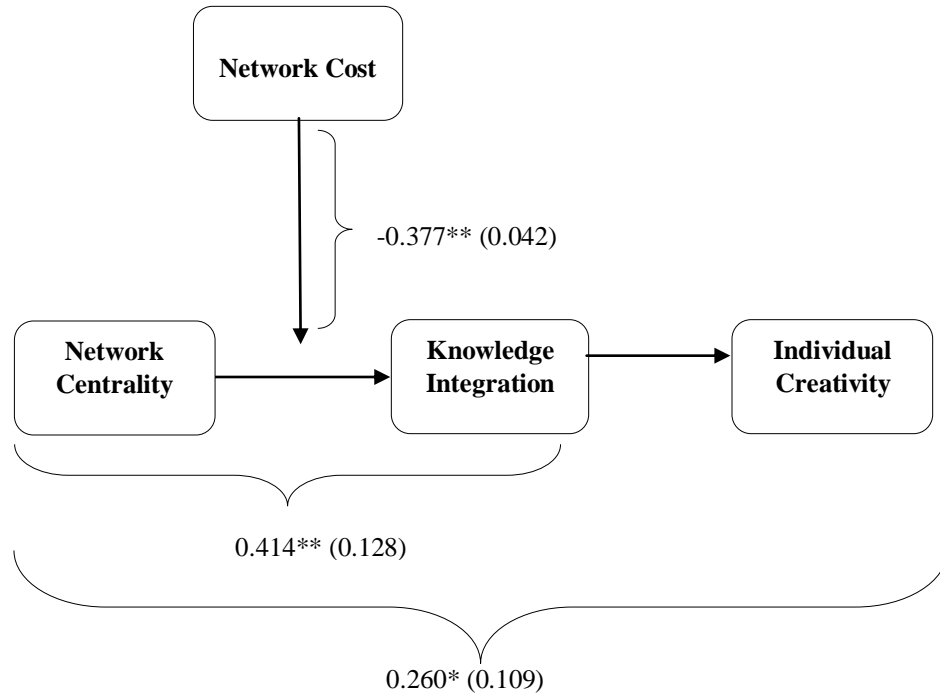 Network Cost
-0.377** (0.042)
Network
Centrality
Knowledge
Integration
Individual
Creativity
0.414** (0.128)
0.260* (0.109)